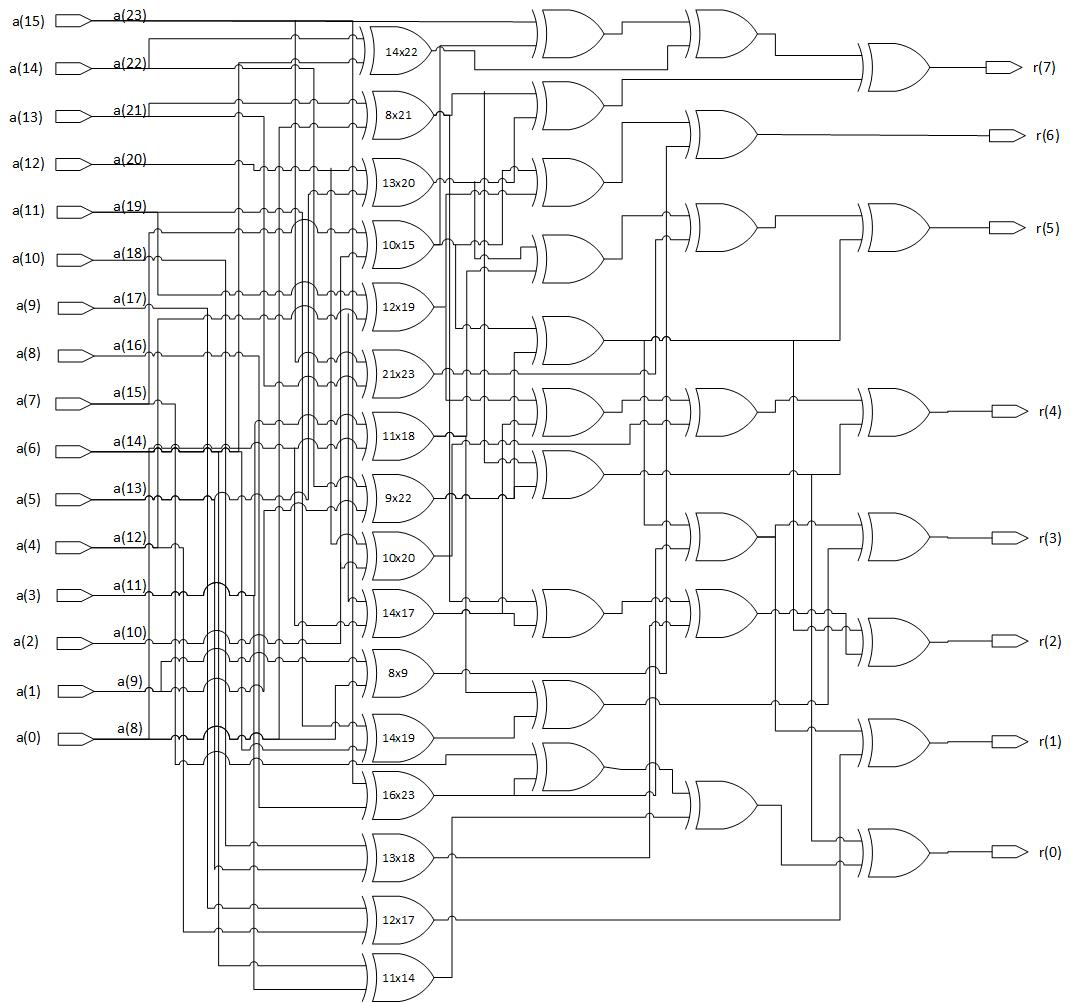 a(15) a(23)
14x22
a(14) a(22)
r(7)
a(13) a(21)
8x21
r(6)
a(12) a(20)
13x20
a(11) a(19)
r(5)
10x15
a(10) a(18)
a(9) a(17)
12x19
a(8) a(16)
21x23
a(7) a(15)
r(4)
11x18
a(6) a(14)
a(5) a(13)
9x22
r(3)
a(4) a(12)
10x20
a(3) a(11)
14x17
a(2) a(10)
r(2)
8x9
a(1) a(9)
a(0) a(8)
14x19
r(1)
16x23
r(0)
13x18
12x17
11x14